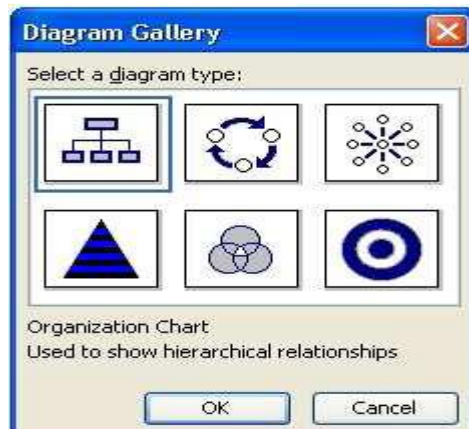 Diagram Gallery
Select a diagram type:
Organization Chart
Used to show hierarchical relationships
OK
Cancel